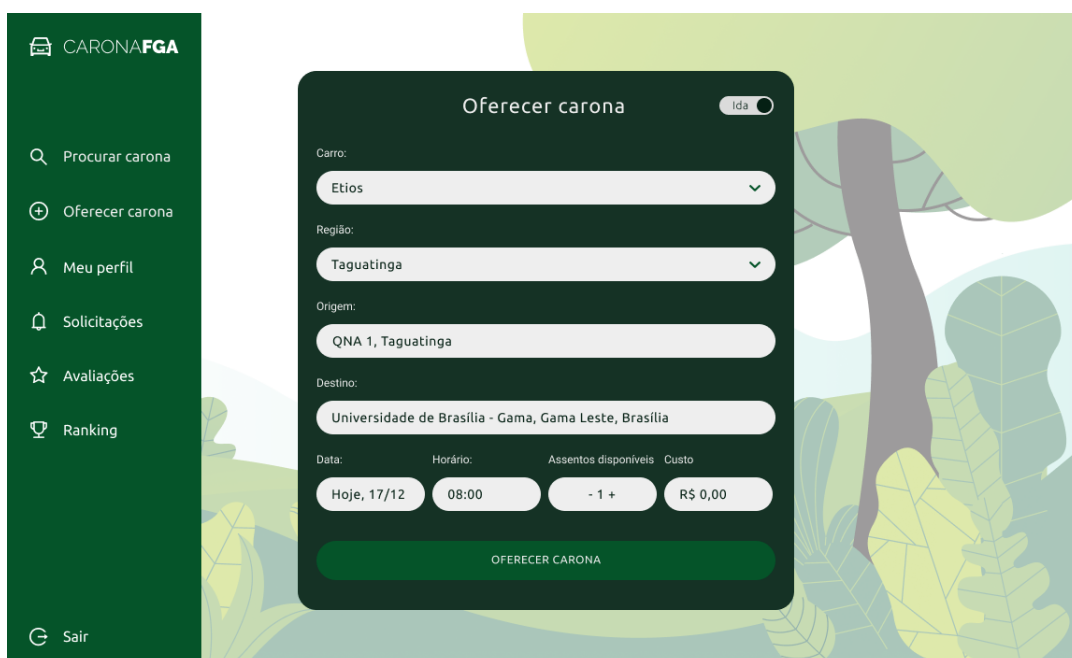 CARONAFGA
Procurar carona
Oferecer carona
Meu perfil
Solicitações
Avaliações
Ranking
Sair
Oferecer carona
Ida
Carro:
Etios
Região:
Taguatinga
Origem:
QNA 1, Taguatinga
Destino:
Universidade de Brasília - Gama, Gama Leste, Brasília
Data: Horário: Assentos disponíveis Custo
Hoje, 17/12 08:00 - 1 + R$ 0,00
OFERECER CARONA